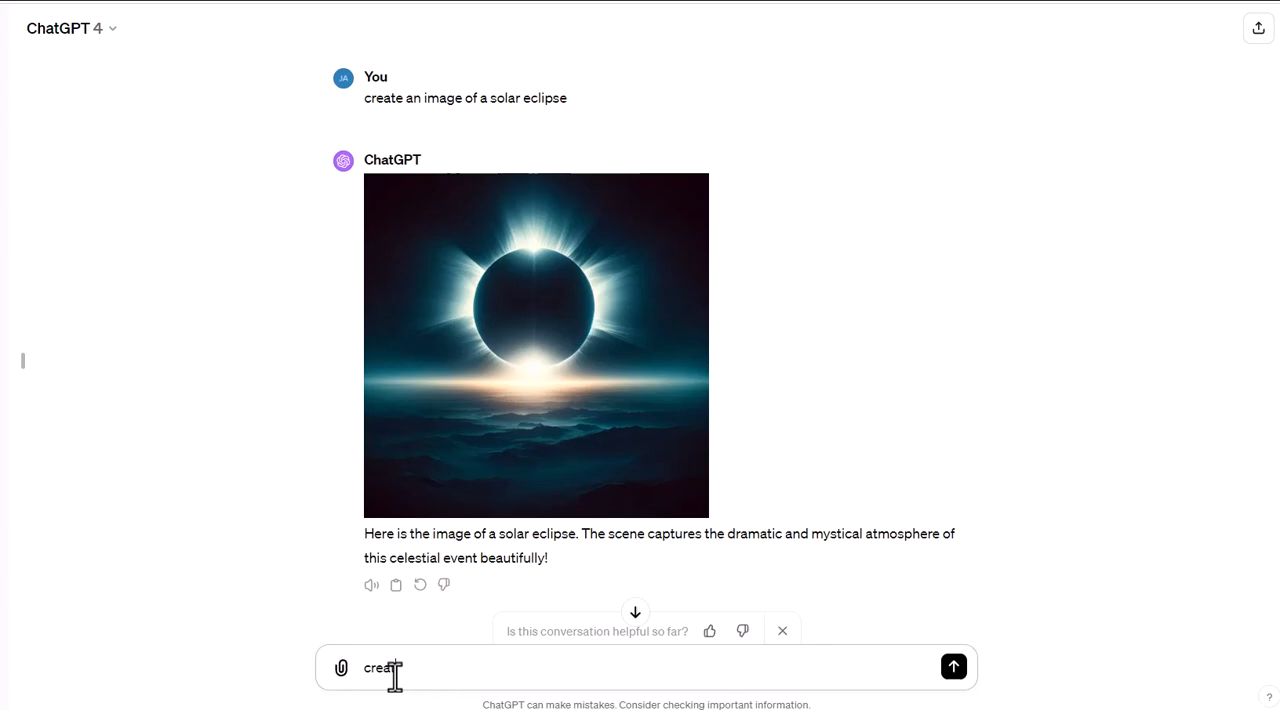 ChatGPT 4
JA
You
create an image of a solar eclipse
ChatGPT
Here is the image of a solar eclipse. The scene captures the dramatic and mystical atmosphere of
this celestial event beautifully!
Is this conversation helpful so far?
creat
ChatGPT can make mistakes. Consider checking important information.
?